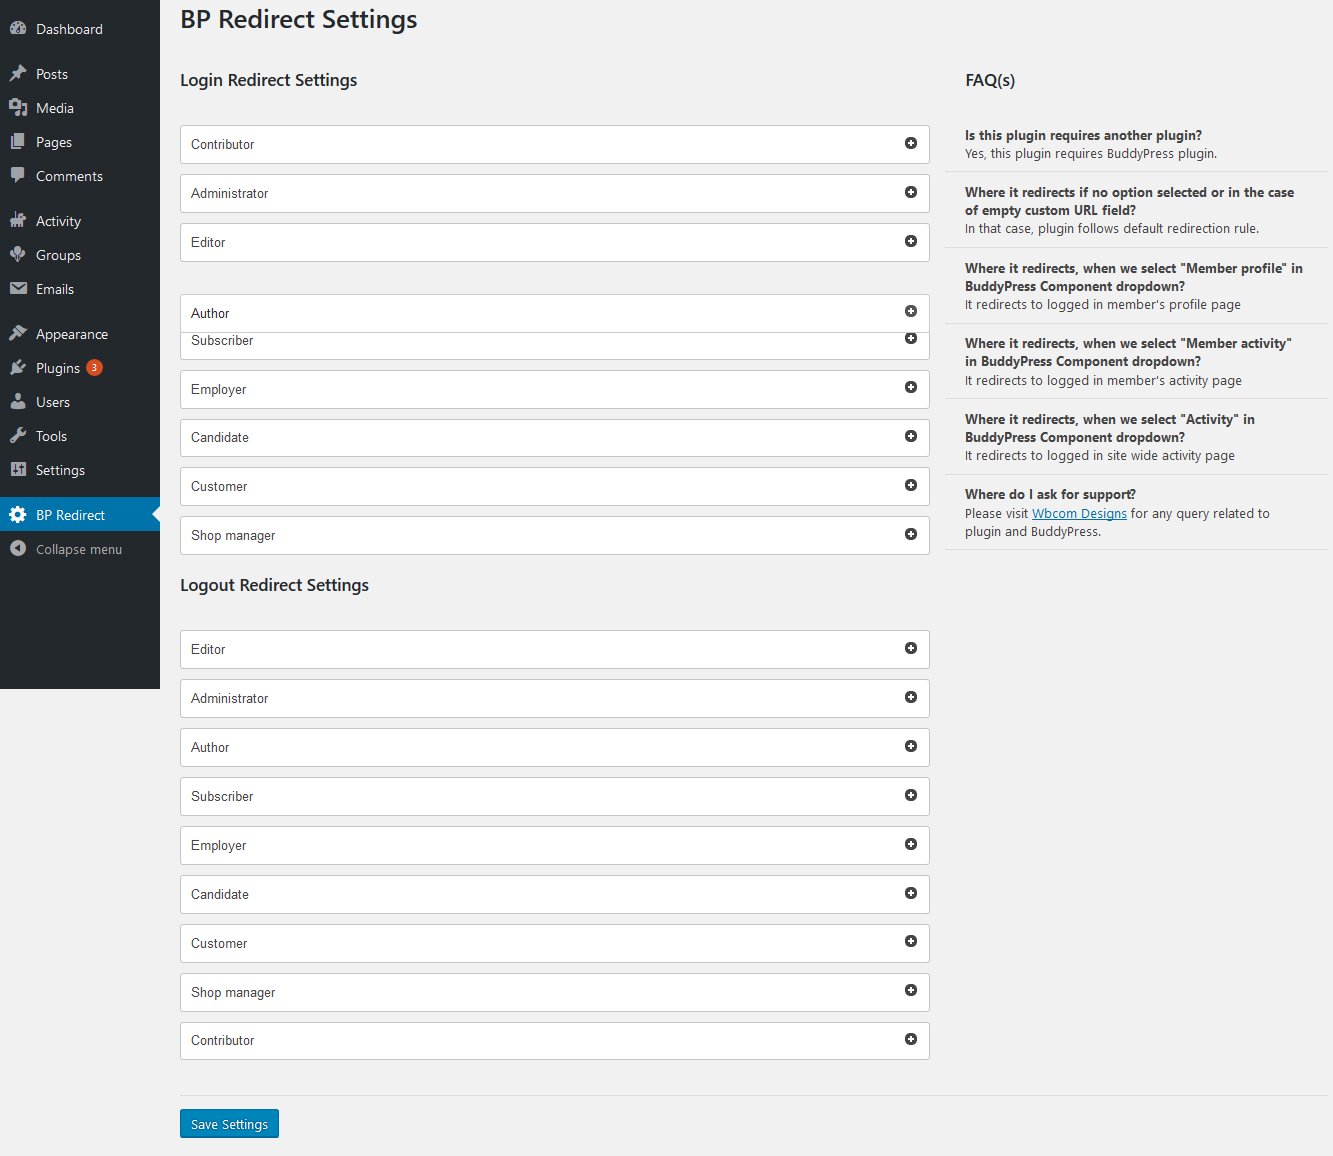 Dashboard
Posts
Media
Pages
Comments
Activity
Groups
Emails
Appearance
Plugins 3
Users
Tools
Settings
BP Redirect
Collapse menu
BP Redirect Settings
Login Redirect Settings
Contributor
Administrator
Editor
Author
Subscriber
Employer
Candidate
Customer
Shop manager
Logout Redirect Settings
Editor
Administrator
Author
Subscriber
Employer
Candidate
Customer
Shop manager
Contributor
Save Settings
FAQ(s)
Is this plugin requires another plugin?
Yes, this plugin requires BuddyPress plugin.
Where it redirects if no option selected or in the case
of empty custom URL field?
In that case, plugin follows default redirection rule.
Where it redirects, when we select "Member profile" in
BuddyPress Component dropdown?
It redirects to logged in member's profile page
Where it redirects, when we select "Member activity"
in BuddyPress Component dropdown?
It redirects to logged in member's activity page
Where it redirects, when we select "Activity" in
BuddyPress Component dropdown?
It redirects to logged in site wide activity page
Where do I ask for support?
Please visit Wbcom Designs for any query related to
plugin and BuddyPress.